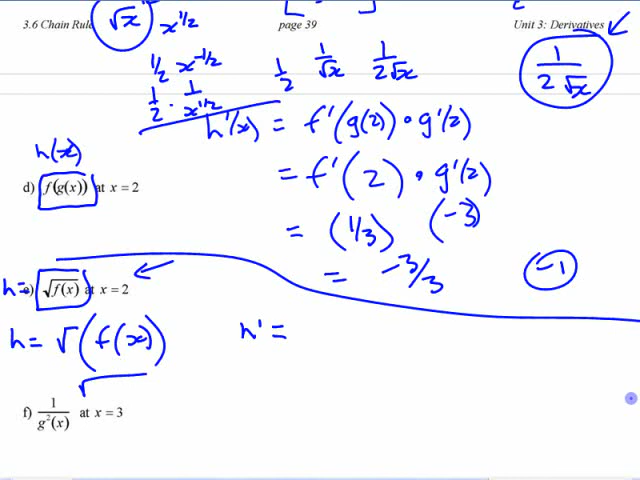 3.6 Chain Rul √x x^1/2 page 39 Unit 3: Derivatives
1/2 x^-1/2 1/2 1/√x 1/2√x 1/2√x
1/2 · 1/x^1/2
h'(x) = f'(g(2)) · g'(2)
h(x) = f'(2) · g'(2)
d) f(g(x)) at x = 2
= (1/3) (-3)
= -3/3 -1
h= e) √f(x) at x = 2
h = √(f(x)) h' =
√
f) 1/g²(x) at x = 3